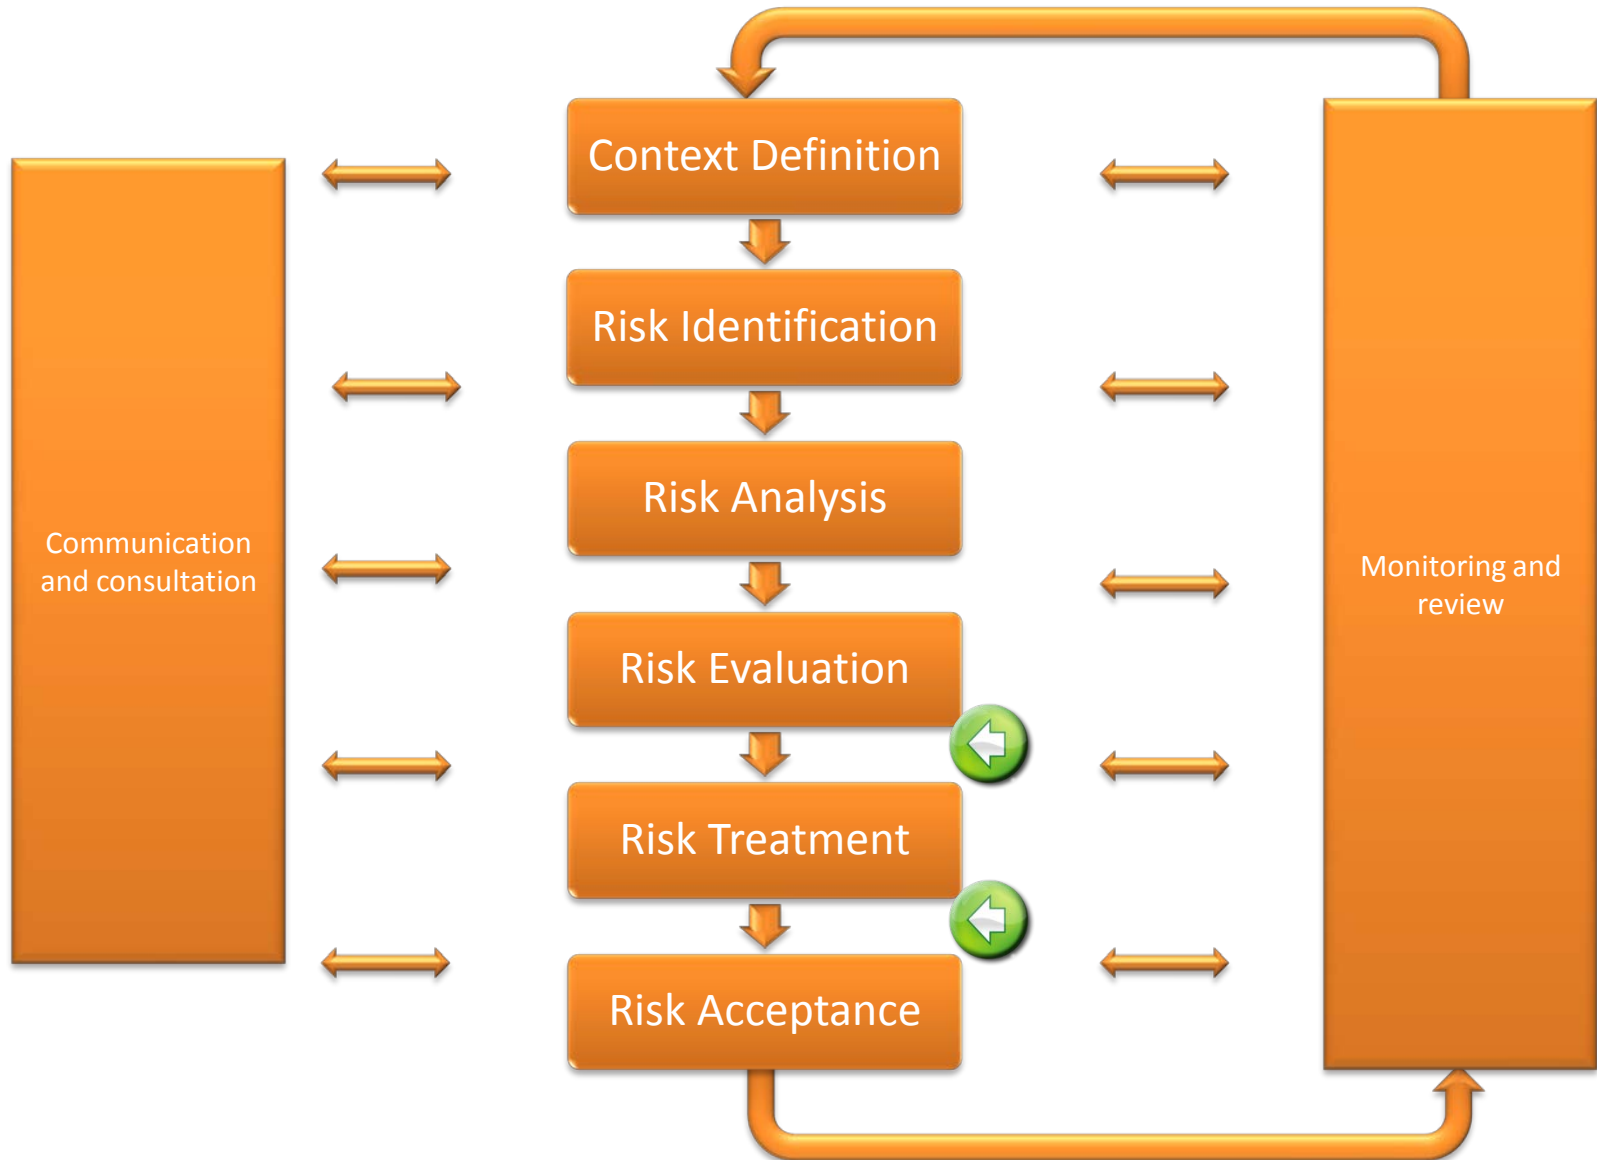 Context Definition
Risk Identification
Risk Analysis
Risk Evaluation
Risk Treatment
Risk Acceptance
Communication
and consultation
Monitoring and
review